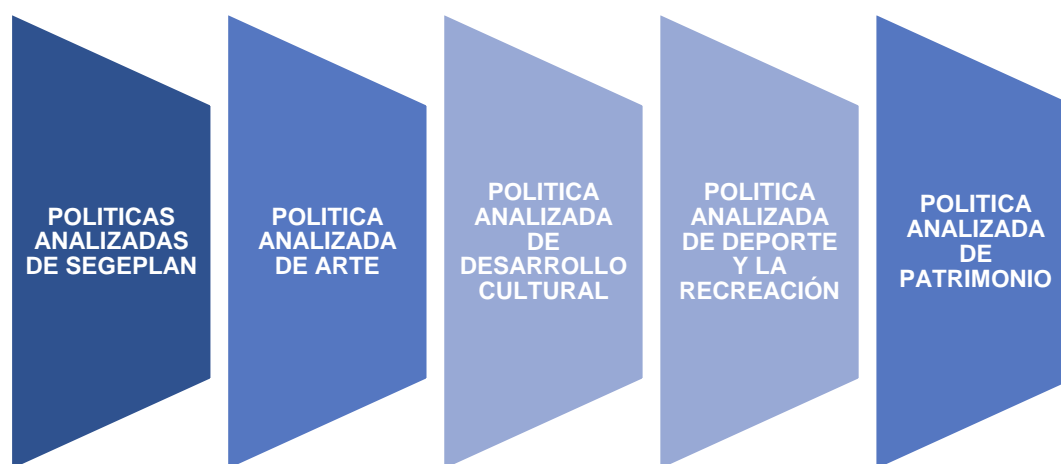 POLITICAS
ANALIZADAS
DE SEGEPLAN
POLITICA
ANALIZADA
DE ARTE
POLITICA
ANALIZADA
DE
DESARROLLO
CULTURAL
POLITICA
ANALIZADA
DE DEPORTE
Y LA
RECREACIÓN
POLITICA
ANALIZADA
DE
PATRIMONIO